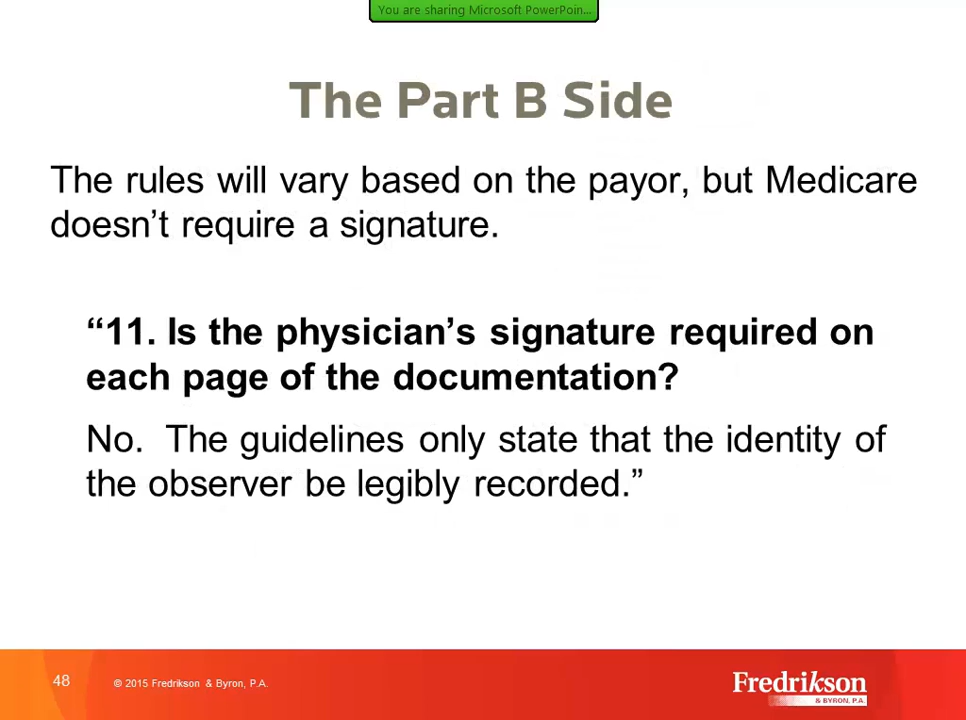 You are sharing Microsoft PowerPoin...
The Part B Side
The rules will vary based on the payor, but Medicare
doesn’t require a signature.
“11. Is the physician’s signature required on
each page of the documentation?
No.  The guidelines only state that the identity of
the observer be legibly recorded.”
48
© 2015 Fredrikson & Byron, P.A.
Fredrikson
& BYRON, P.A.